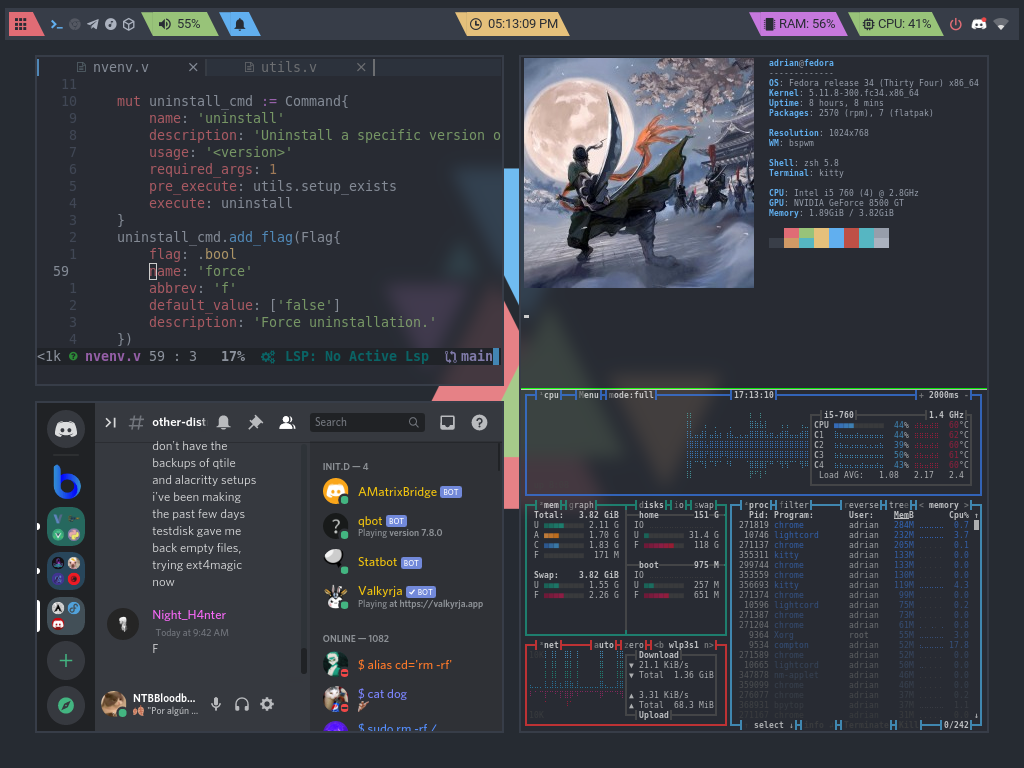 55%
05:13:09 PM
RAM: 56%
CPU: 41%
nvenv.v
utils.v
11
10 mut uninstall_cmd := Command{
9 name: 'uninstall'
8 description: 'Uninstall a specific version o
7 usage: '<version>'
6 required_args: 1
5 pre_execute: utils.setup_exists
4 execute: uninstall
3 }
2 uninstall_cmd.add_flag(Flag{
1 flag: .bool
59 name: 'force'
1 abbrev: 'f'
2 default_value: ['false']
3 description: 'Force uninstallation.'
4 })
<1k nvenv.v 59 : 3 17% LSP: No Active Lsp main
adrian@fedora
-------------
OS: Fedora release 34 (Thirty Four) x86_64
Kernel: 5.11.8-300.fc34.x86_64
Uptime: 8 hours, 8 mins
Packages: 2570 (rpm), 7 (flatpak)
Resolution: 1024x768
WM: bspwm
Shell: zsh 5.8
Terminal: kitty
CPU: Intel i5 760 (4) @ 2.8GHz
GPU: NVIDIA GeForce 8500 GT
Memory: 1.89GiB / 3.82GiB
# other-dist
Search
don't have the
backups of qtile
and alacritty setups
i've been making
the past few days
testdisk gave me
back empty files,
trying ext4magic
now
Night_H4nter
Today at 9:42 AM
F
NTBBloodb...
"Por algún ...
INIT.D — 4
AMatrixBridge BOT
qbot BOT
Playing version 7.8.0
Statbot BOT
Valkyrja BOT
Playing at https://valkyrja.app
ONLINE — 1082
$ alias cd='rm -rf'
$ cat dog
$ sudo rm -rf /
cpu Menu mode:full 17:13:10 + 2000ms -
i5-760 1.4 GHz
CPU 44%
C1 44%
C2 39%
C3 50%
C4 43%
Load AVG: 1.08 2.17 2.4
mem graph
Total: 3.82 GiB
U 2.11 G
A 1.70 G
C 1.83 G
F 171 M
Swap: 3.82 GiB
U 1.55 G
F 2.26 G
disks io swap
home 151 G
IO
U 31.4 G
F 118 G
boot 975 M
IO
U 257 M
F 651 M
net auto zero <b wlp3s1 n>
Download
▼ 21.1 KiB/s
▼ Total 1.36 GiB
▲ 3.31 KiB/s
▲ Total 68.3 MiB
Upload
proc filter reverse tree < memory >
Pid: Program: User: MemB Cpu%
271819 chrome adrian 284M 0.7
10746 lightcord adrian 232M 3.7
271137 chrome adrian 205M 0.1
355311 kitty adrian 133M 0.0
299744 chrome adrian 133M 0.0
353559 chrome adrian 130M 0.0
356693 kitty adrian 119M 4.3
271374 chrome adrian 99M 0.0
10596 lightcord adrian 75M 0.2
271387 chrome adrian 73M 0.0
271204 chrome adrian 61M 0.0
9364 Xorg root 55M 3.0
9534 compton adrian 52M 17.8
271589 chrome adrian 52M 0.0
10665 lightcord adrian 50M 0.0
select 0/242